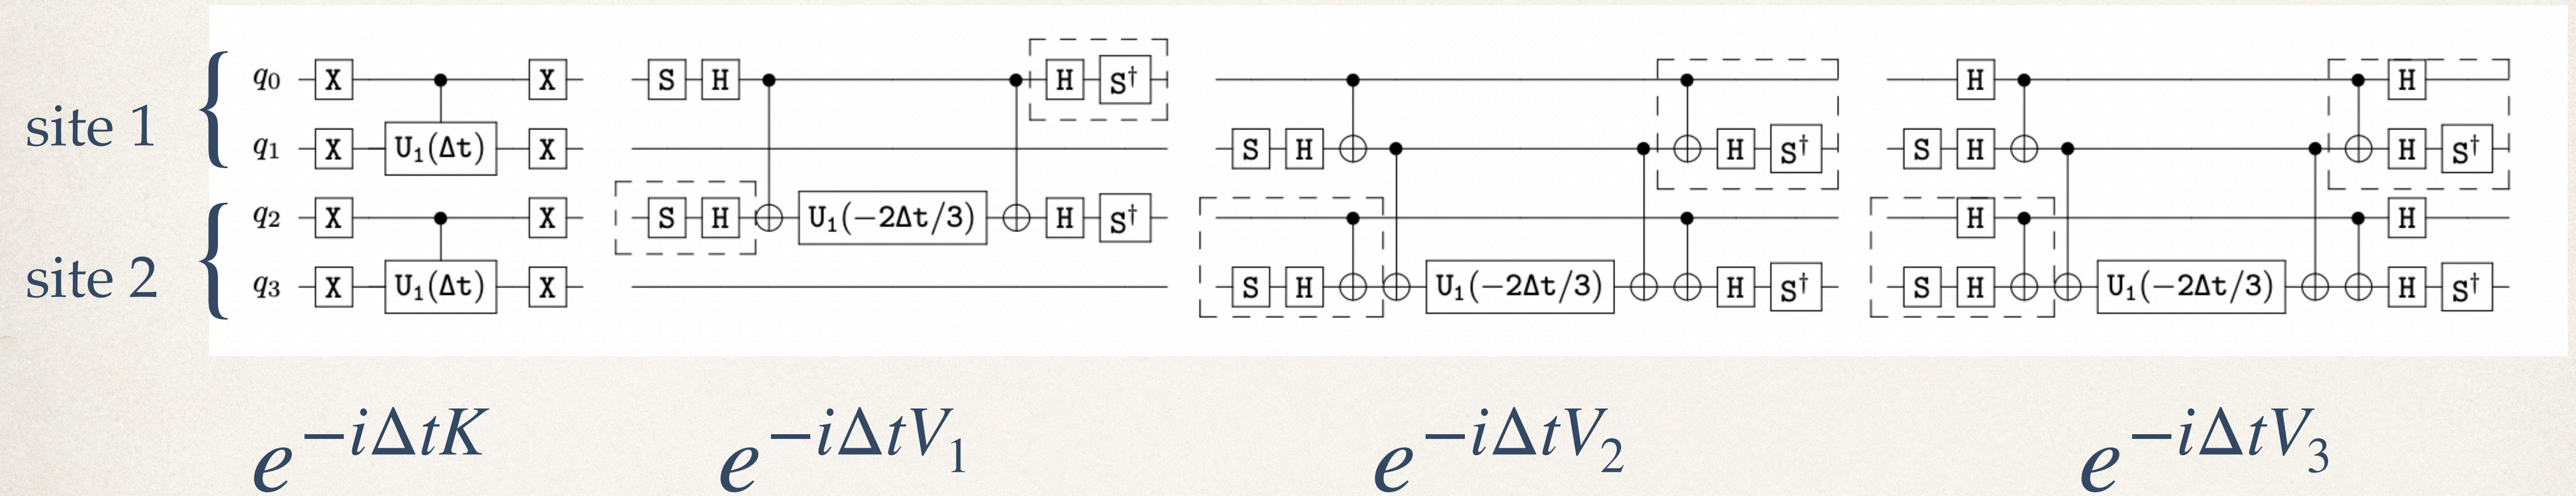 site 1
site 2
q₀ X X S H H S† H H
q₁ X U₁(Δt) X S H H S† S H H S†
q₂ X X S H U₁(−2Δt/3) H S† H H
q₃ X U₁(Δt) X S H U₁(−2Δt/3) H S† S H U₁(−2Δt/3) H S†
e^{−iΔtK} e^{−iΔtV₁} e^{−iΔtV₂} e^{−iΔtV₃}